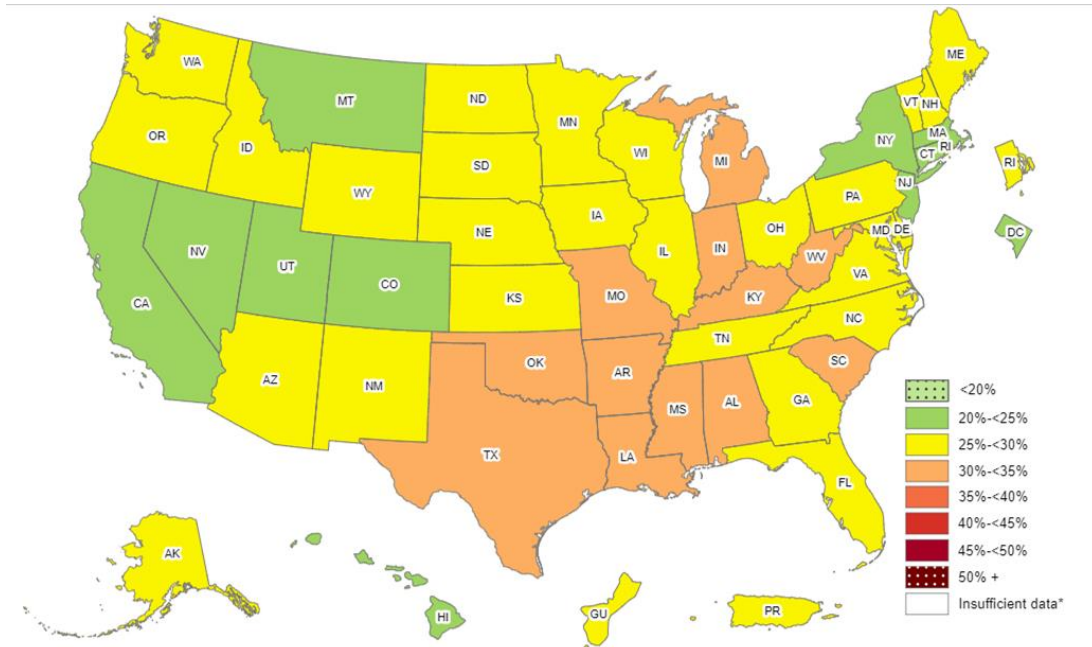 WA
ME
MT
ND
VT
NH
MN
OR
MA
NY
RI
ID
WI
SD
CT
RI
MI
WY
NJ
PA
IA
NE
OH
MD
DE
DC
IN
IL
NV
WV
UT
VA
CO
CA
KS
MO
KY
NC
TN
OK
SC
AZ
AR
NM
GA
MS
AL
TX
LA
FL
AK
HI
GU
PR
<20%
20%-<25%
25%-<30%
30%-<35%
35%-<40%
40%-<45%
45%-<50%
50% +
Insufficient data*